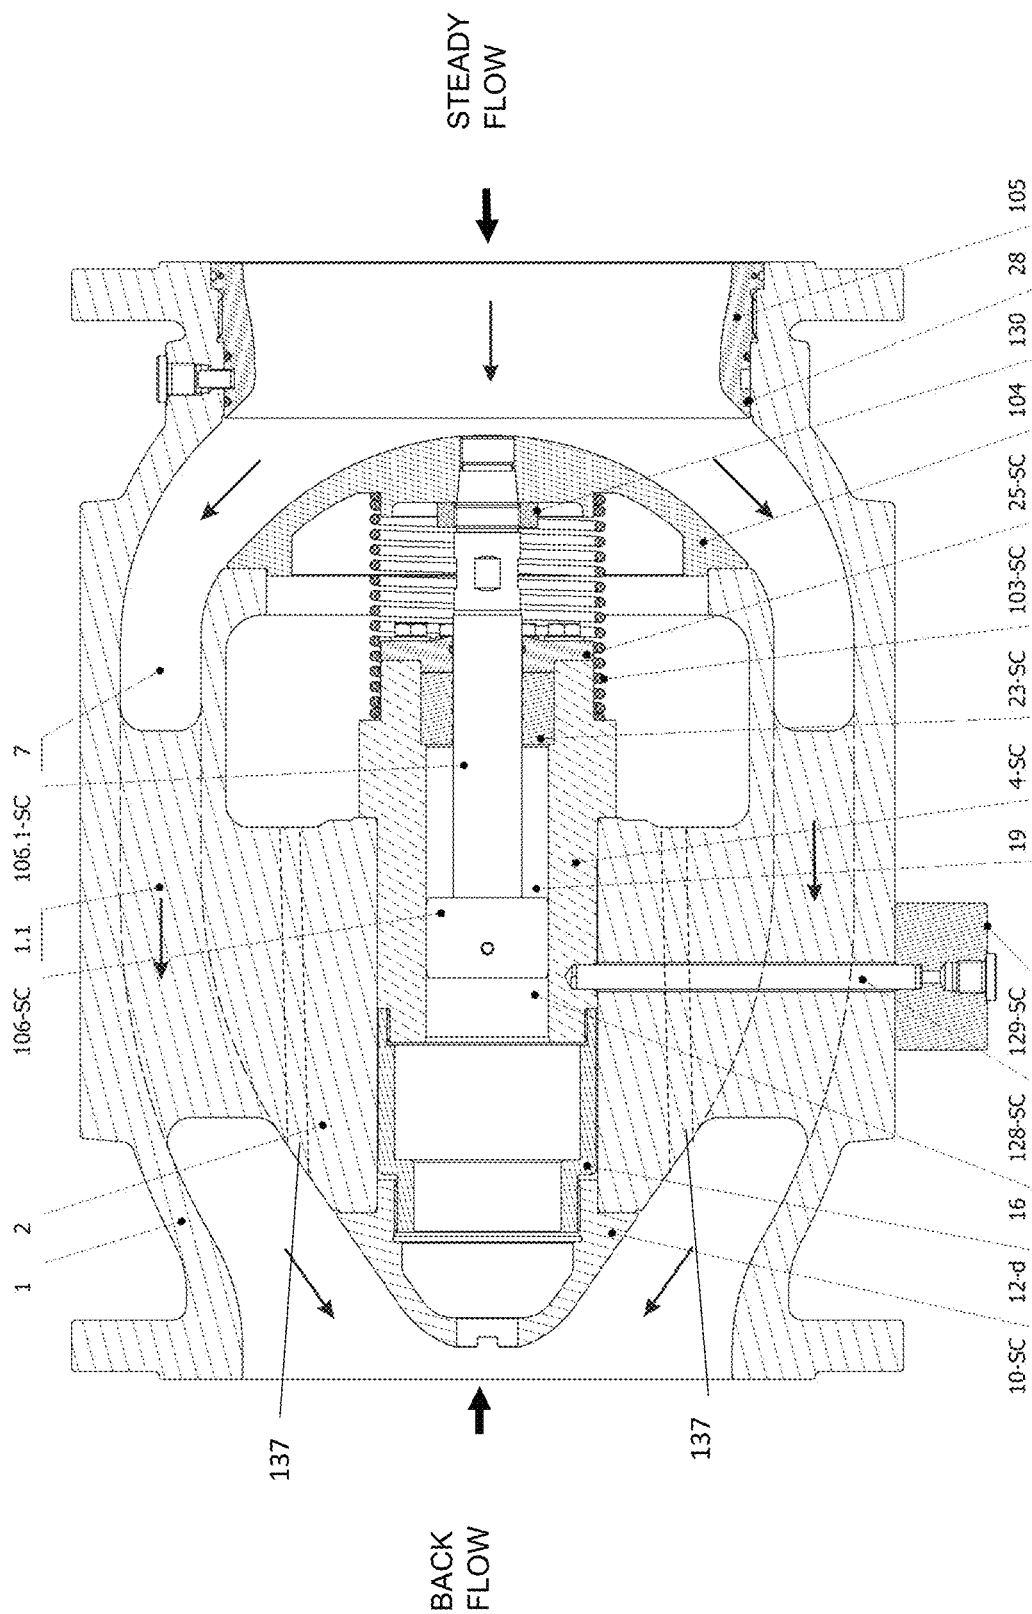 STEADY
FLOW
1
2
106-SC
1.1
106.1-SC
7
137
137
BACK
FLOW
10-SC
12-d
16
128-SC
129-SC
19
4-SC
23-SC
103-SC
25-SC
104
130
28
105